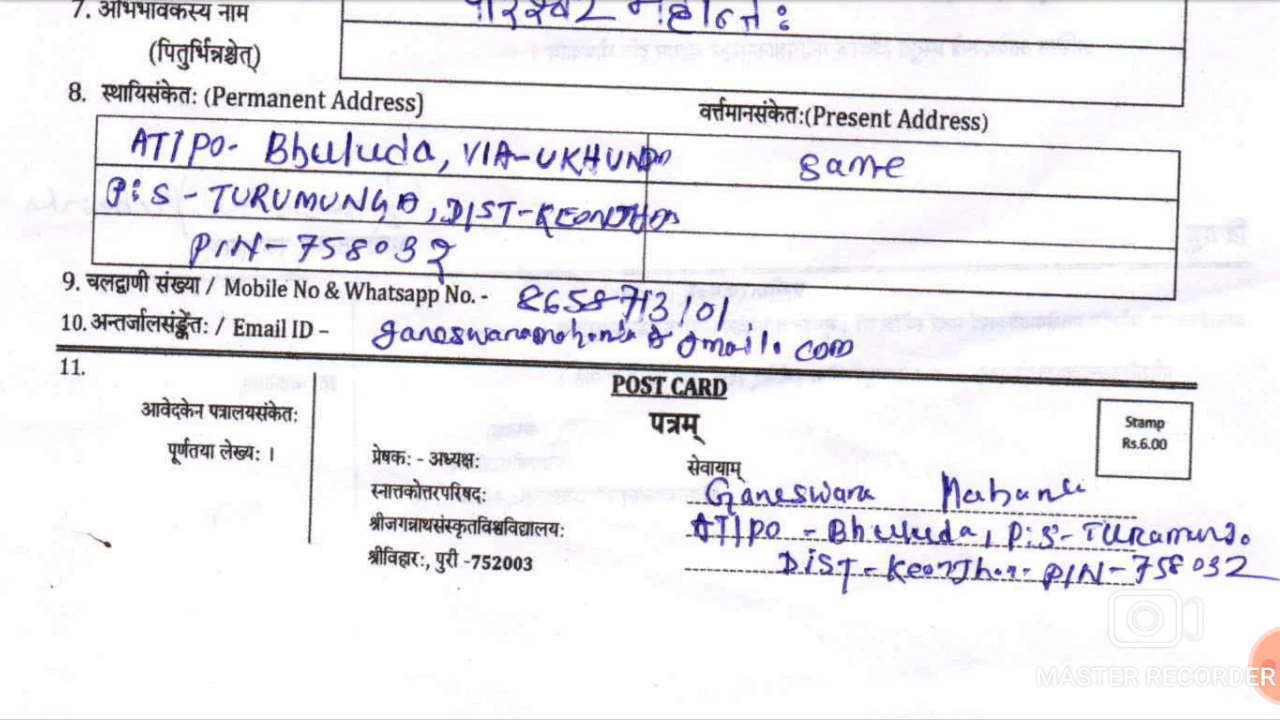 7. अभिभावकस्य नाम
(पितुर्भिन्नश्चेत्)
8. स्थायिसंकेत: (Permanent Address) वर्त्तमानसंकेत:(Present Address)
AT/PO- Bhuluda, VIA-UKHUNDA same
P:S - TURUMUNGA, DIST-KEONJHAR
PIN-758032
9. चलद्वाणी संख्या / Mobile No & Whatsapp No. -
10. अन्तर्जालसङ्केत: / Email ID –
11.
POST CARD
पत्रम्
Stamp
Rs.6.00
आवेदकेन पत्रालयसंकेत:
पूर्णतया लेख्य: ।
प्रेषक: - अध्यक्ष:
स्नातकोत्तरपरिषद:
श्रीजगन्नाथसंस्कृतविश्वविद्यालय:
श्रीविहार:, पुरी -752003
सेवायाम्
Ganeswara
AT/PO - Bhuluda, P:S-
DIST-Keonjhar PIN-758032
MASTER RECORDER